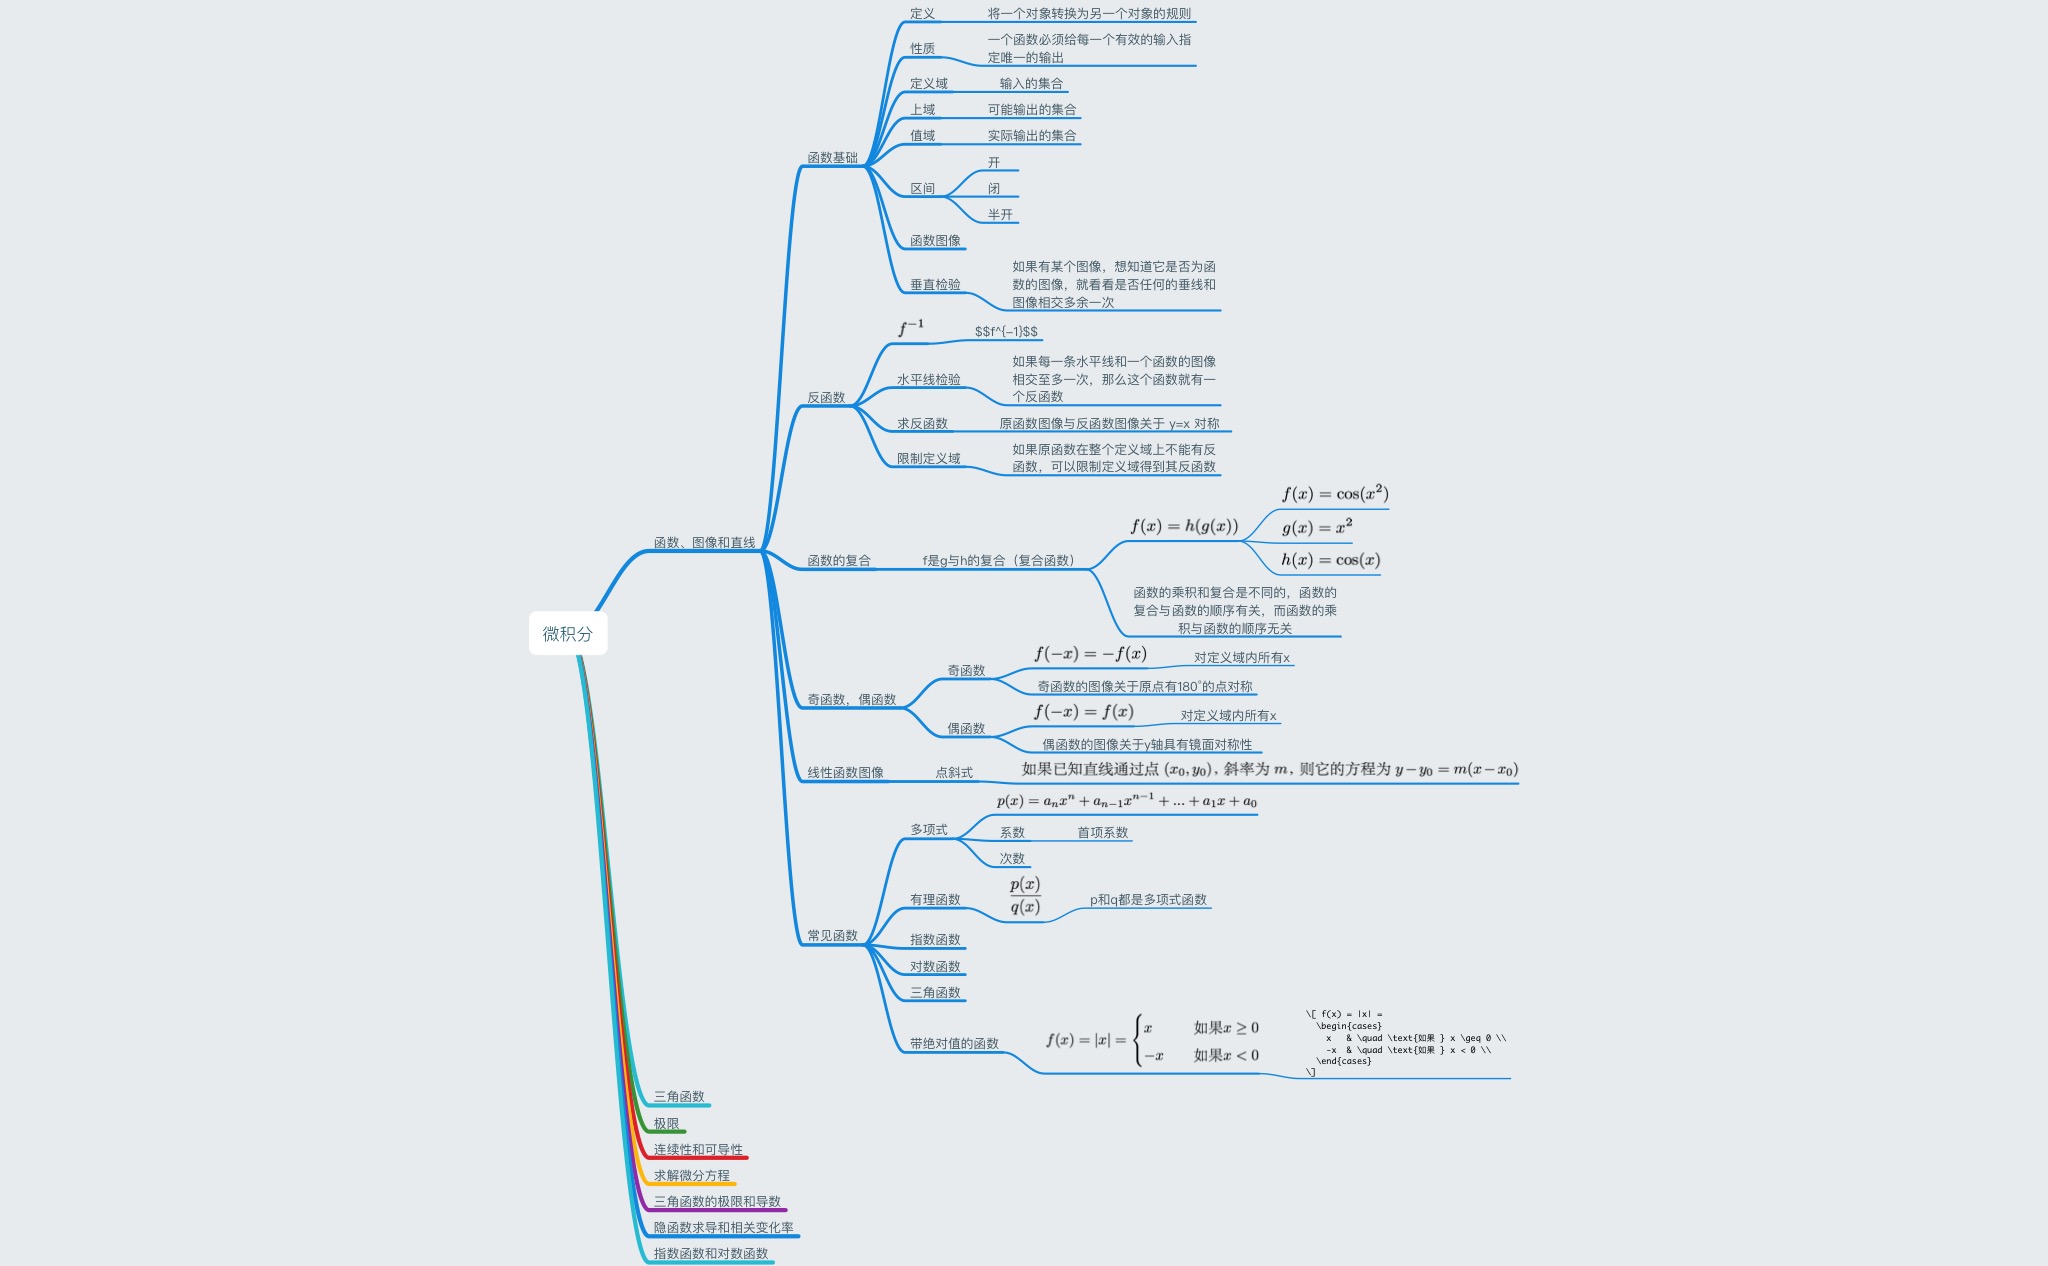 微积分
函数、图像和直线
函数基础
定义
将一个对象转换为另一个对象的规则
性质
一个函数必须给每一个有效的输入指
定唯一的输出
定义域
输入的集合
上域
可能输出的集合
值域
实际输出的集合
区间
开
闭
半开
函数图像
垂直检验
如果有某个图像，想知道它是否为函
数的图像，就看看是否任何的垂线和
图像相交多余一次
反函数
f^{-1}
$$f^{-1}$$
水平线检验
如果每一条水平线和一个函数的图像
相交至多一次，那么这个函数就有一
个反函数
求反函数
原函数图像与反函数图像关于 y=x 对称
限制定义域
如果原函数在整个定义域上不能有反
函数，可以限制定义域得到其反函数
函数的复合
f是g与h的复合（复合函数）
f(x) = h(g(x))
f(x) = cos(x²)
g(x) = x²
h(x) = cos(x)
函数的乘积和复合是不同的，函数的
复合与函数的顺序有关，而函数的乘
积与函数的顺序无关
奇函数，偶函数
奇函数
f(−x) = −f(x)
对定义域内所有x
奇函数的图像关于原点有180°的点对称
偶函数
f(−x) = f(x)
对定义域内所有x
偶函数的图像关于y轴具有镜面对称性
线性函数图像
点斜式
如果已知直线通过点 (x₀, y₀)，斜率为 m，则它的方程为 y−y₀ = m(x−x₀)
常见函数
多项式
p(x) = aₙxⁿ + aₙ₋₁xⁿ⁻¹ + ... + a₁x + a₀
系数
首项系数
次数
有理函数
p(x)
q(x)
p和q都是多项式函数
指数函数
对数函数
三角函数
带绝对值的函数
f(x) = |x| = {
x 如果x ≥ 0
−x 如果x < 0
\[ f(x) = |x| =
\begin{cases}
x & \quad \text{如果 } x \geq 0 \\
-x & \quad \text{如果 } x < 0 \\
\end{cases}
\]
三角函数
极限
连续性和可导性
求解微分方程
三角函数的极限和导数
隐函数求导和相关变化率
指数函数和对数函数